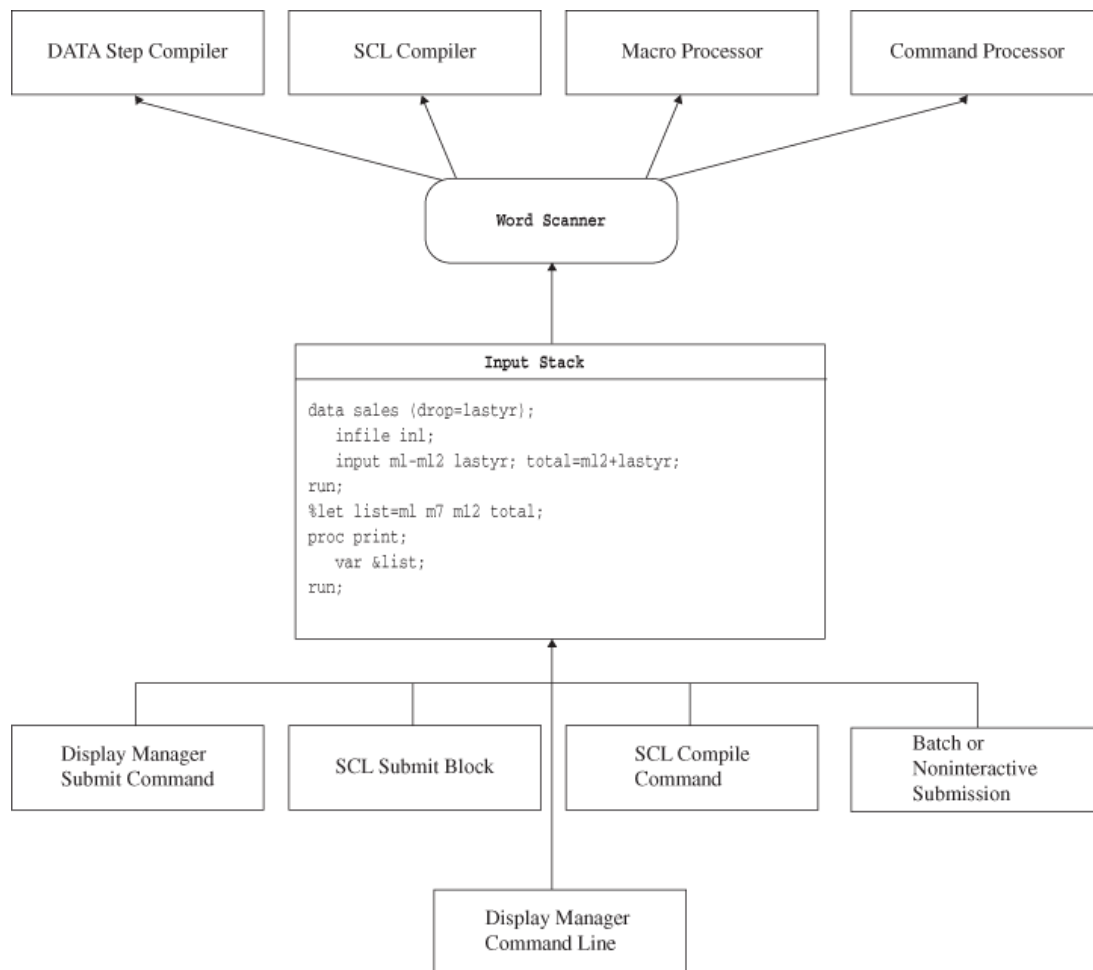 DATA Step Compiler
SCL Compiler
Macro Processor
Command Processor
Word Scanner
Input Stack
data sales (drop=lastyr);
infile in1;
input m1-m12 lastyr; total=m12+lastyr;
run;
%let list=m1 m7 m12 total;
proc print;
var &list;
run;
Display Manager
Submit Command
SCL Submit Block
SCL Compile
Command
Batch or
Noninteractive
Submission
Display Manager
Command Line